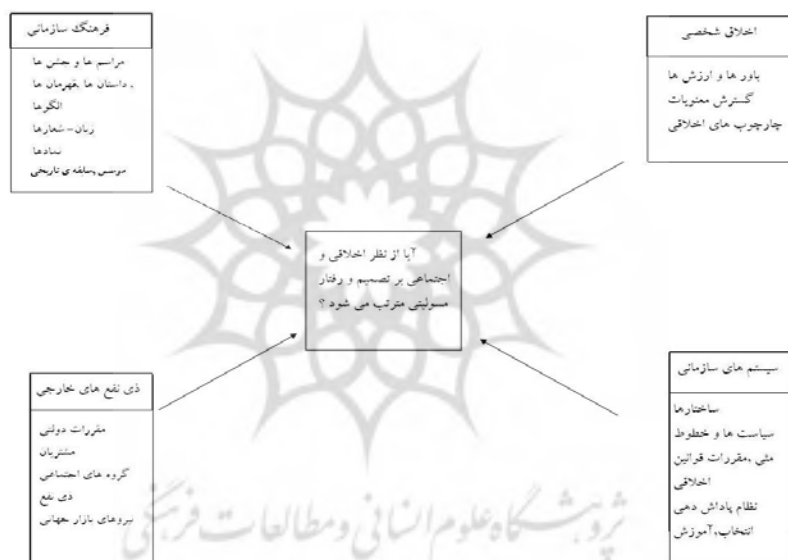 اخلاق شخصی
باور ها و ارزش ها
گسترش معنویات
چارچوب های اخلاقی
فرهنگ سازمانی
مراسم ها و جشن ها
، داستان ها ،قهرمان ها
الگوها
زبان-شعارها
نمادها
موسس ،سابقه ی تاریخی
آیا از نظر اخلاقی و
اجتماعی بر تصمیم و رفتار
مسولیتی مترتب می شود ؟
سیستم های سازمانی
ساختارها
سیاست ها و خطوط
مشی ،مقررات قوانین
اخلاقی
نظام پاداش دهی
انتخاب،آموزش
ذی نفع های خارجی
مقررات دولتی
مشتریان
گروه های اجتماعی
ذی نفع
نیروهای بازار جهانی
پژوهشگاه علوم انسانی و مطالعات فرهنگی